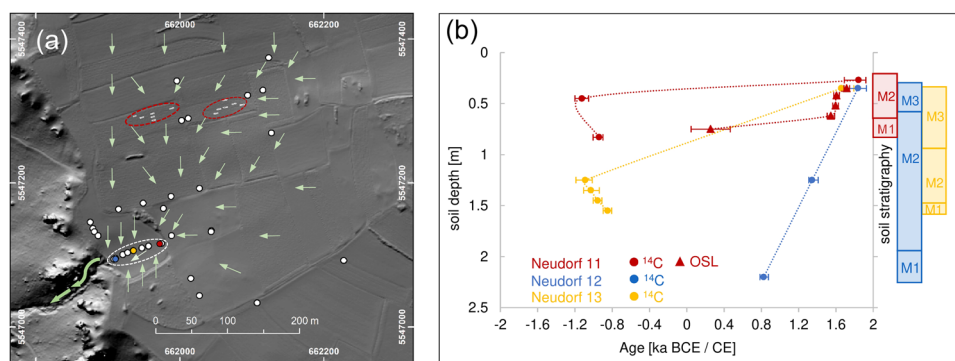 (a)
662000
662200
5547400
5547400
5547200
5547200
5547000
5547000
0 50 100 200 m
662000
662200
(b)
Age [ka BCE / CE]
-2 -1.6 -1.2 -0.8 -0.4 0 0.4 0.8 1.2 1.6 2
0
0.5
1
1.5
2
2.5
soil depth [m]
Neudorf 11 ¹⁴C OSL
Neudorf 12 ¹⁴C
Neudorf 13 ¹⁴C
soil stratigraphy
M2
M1
M3
M2
M1
M3
M2
M1